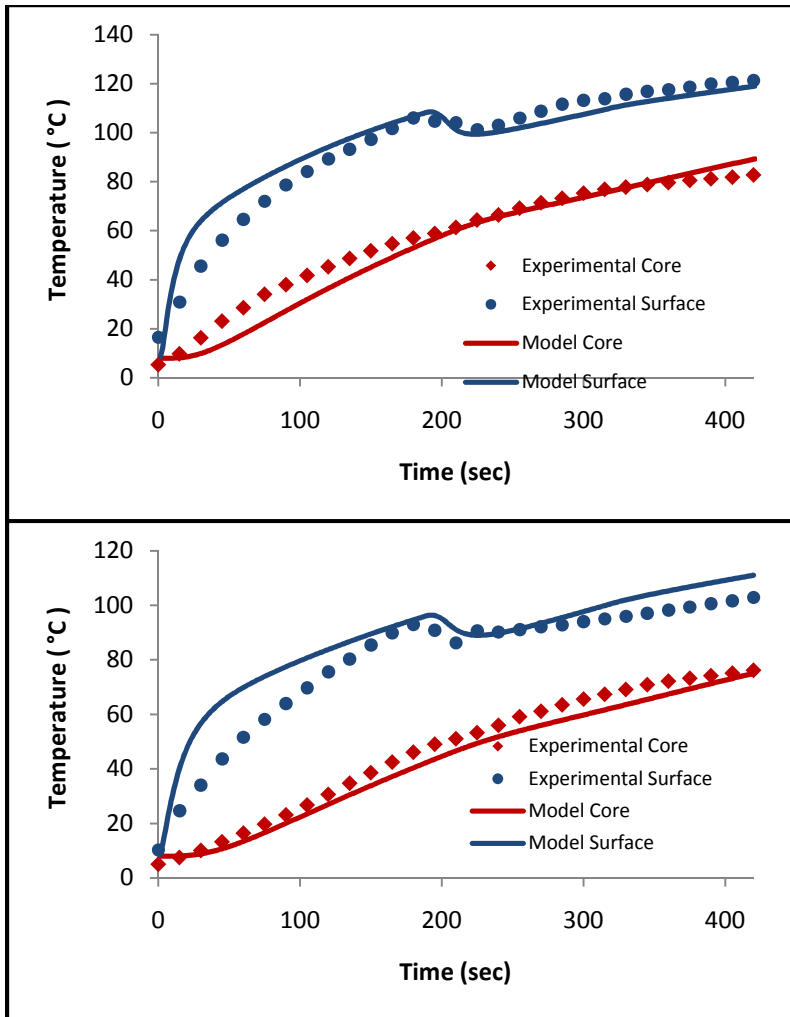 Temperature ( °C)
140
120
100
80
60
40
20
0
Experimental Core
Experimental Surface
Model Core
Model Surface
0
100
200
300
400
Time (sec)
Temperature ( °C)
120
100
80
60
40
20
0
Experimental Core
Experimental Surface
Model Core
Model Surface
0
100
200
300
400
Time (sec)